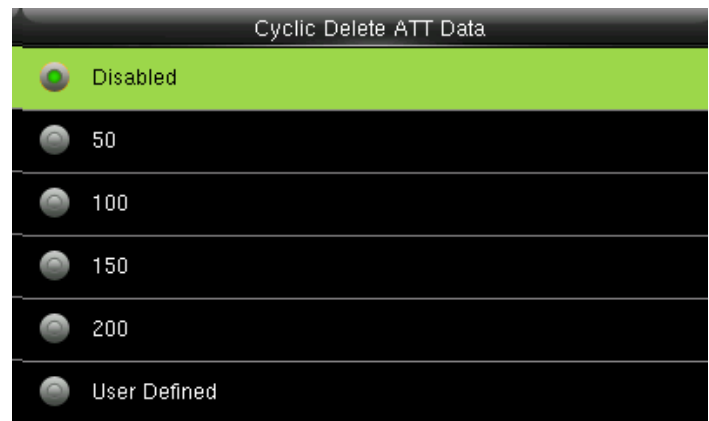 Cyclic Delete ATT Data
Disabled
50
100
150
200
User Defined